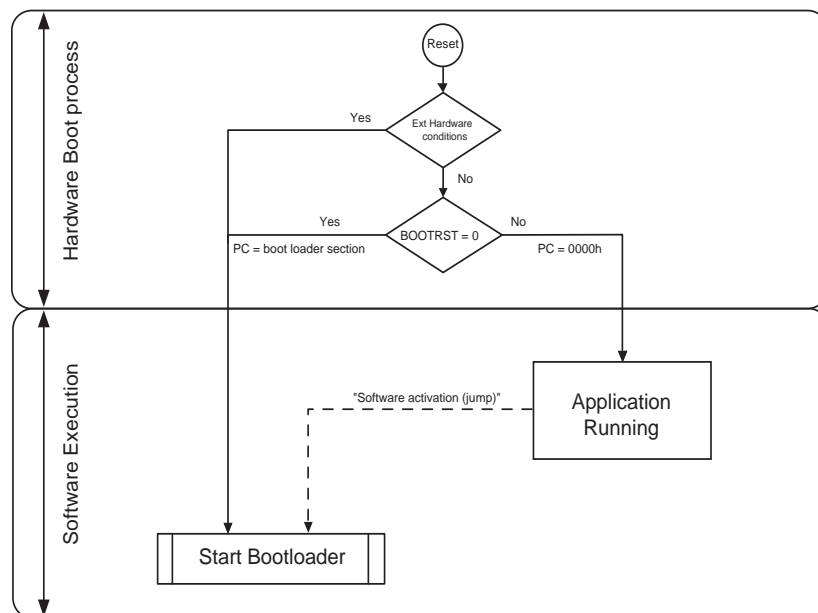 Hardware Boot process
Reset
Ext Hardware
conditions
Yes
No
BOOTRST = 0
Yes
No
PC = boot loader section
PC = 0000h
Software Execution
"Software activation (jump)"
Application
Running
Start Bootloader